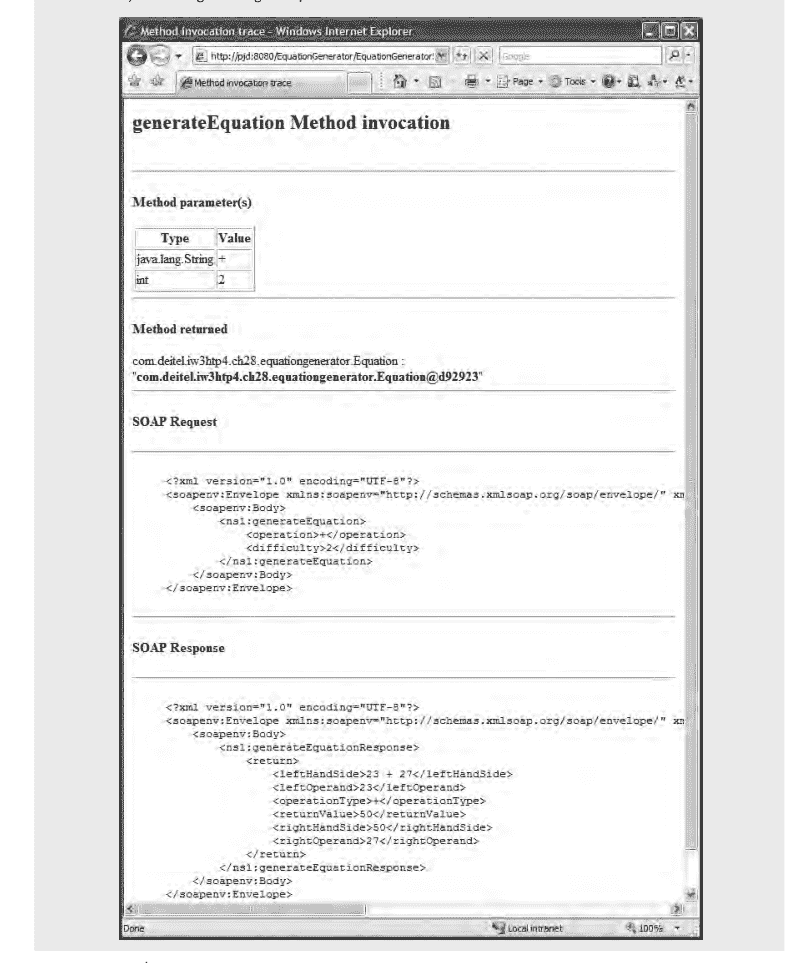 Method invocation trace - Windows Internet Explorer
http://pjd:8080/EquationGenerator/EquationGenerator:
Google
Method invocation trace
Page
Tools
generateEquation Method invocation
Method parameter(s)
Type Value
java.lang.String +
int 2
Method returned
com.deitel.iw3htp4.ch28.equationgenerator.Equation :
"com.deitel.iw3htp4.ch28.equationgenerator.Equation@d92923"
SOAP Request
<?xml version="1.0" encoding="UTF-8"?>
<soapenv:Envelope xmlns:soapenv="http://schemas.xmlsoap.org/soap/envelope/" xm
<soapenv:Body>
<ns1:generateEquation>
<operation>+</operation>
<difficulty>2</difficulty>
</ns1:generateEquation>
</soapenv:Body>
</soapenv:Envelope>
SOAP Response
<?xml version="1.0" encoding="UTF-8"?>
<soapenv:Envelope xmlns:soapenv="http://schemas.xmlsoap.org/soap/envelope/" xm
<soapenv:Body>
<ns1:generateEquationResponse>
<return>
<leftHandSide>23 + 27</leftHandSide>
<leftOperand>23</leftOperand>
<operationType>+</operationType>
<returnValue>50</returnValue>
<rightHandSide>50</rightHandSide>
<rightOperand>27</rightOperand>
</return>
</ns1:generateEquationResponse>
</soapenv:Body>
</soapenv:Envelope>
Done
Local intranet
100%